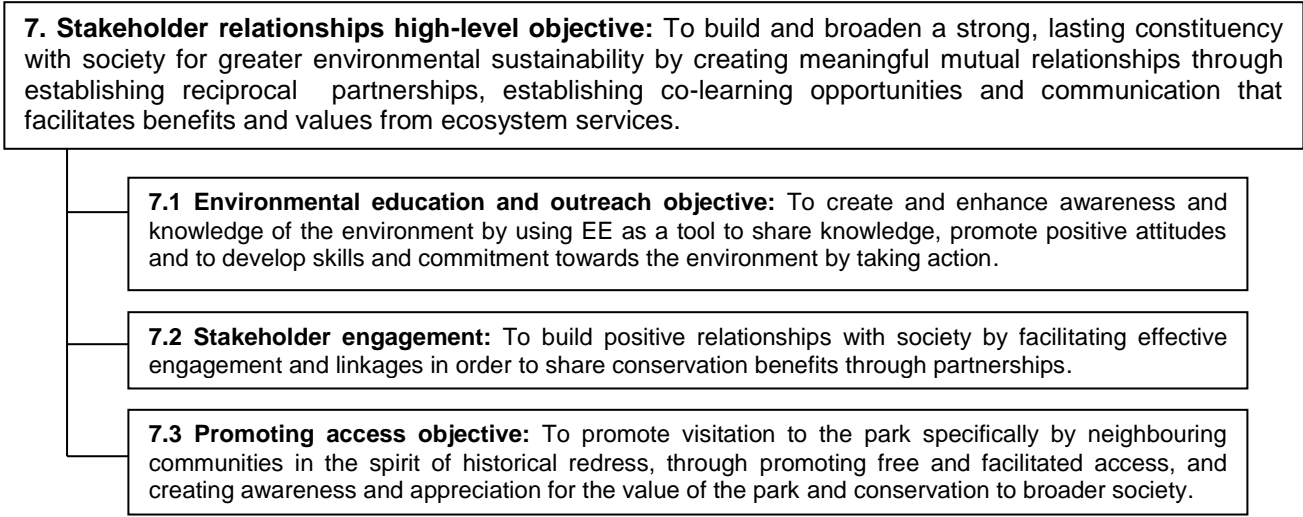 7. Stakeholder relationships high-level objective: To build and broaden a strong, lasting constituency
with society for greater environmental sustainability by creating meaningful mutual relationships through
establishing reciprocal partnerships, establishing co-learning opportunities and communication that
facilitates benefits and values from ecosystem services.
7.1 Environmental education and outreach objective: To create and enhance awareness and
knowledge of the environment by using EE as a tool to share knowledge, promote positive attitudes
and to develop skills and commitment towards the environment by taking action.
7.2 Stakeholder engagement: To build positive relationships with society by facilitating effective
engagement and linkages in order to share conservation benefits through partnerships.
7.3 Promoting access objective: To promote visitation to the park specifically by neighbouring
communities in the spirit of historical redress, through promoting free and facilitated access, and
creating awareness and appreciation for the value of the park and conservation to broader society.